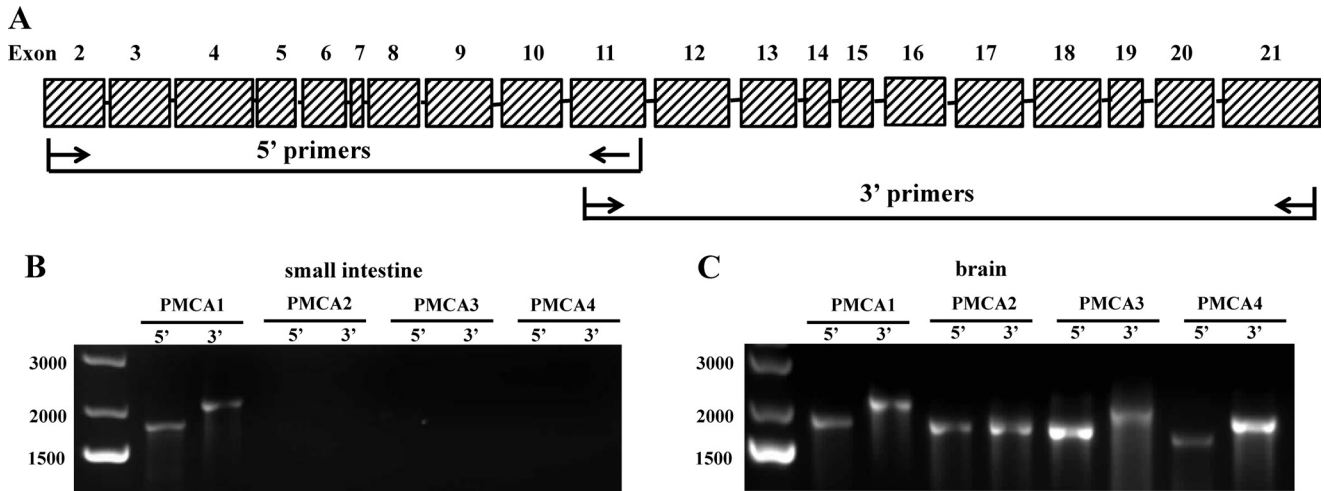 A
Exon 2 3 4 5 6 7 8 9 10 11 12 13 14 15 16 17 18 19 20 21
5’ primers
3’ primers
B
small intestine
PMCA1 PMCA2 PMCA3 PMCA4
5’ 3’ 5’ 3’ 5’ 3’ 5’ 3’
3000
2000
1500
C
brain
PMCA1 PMCA2 PMCA3 PMCA4
5’ 3’ 5’ 3’ 5’ 3’ 5’ 3’
3000
2000
1500